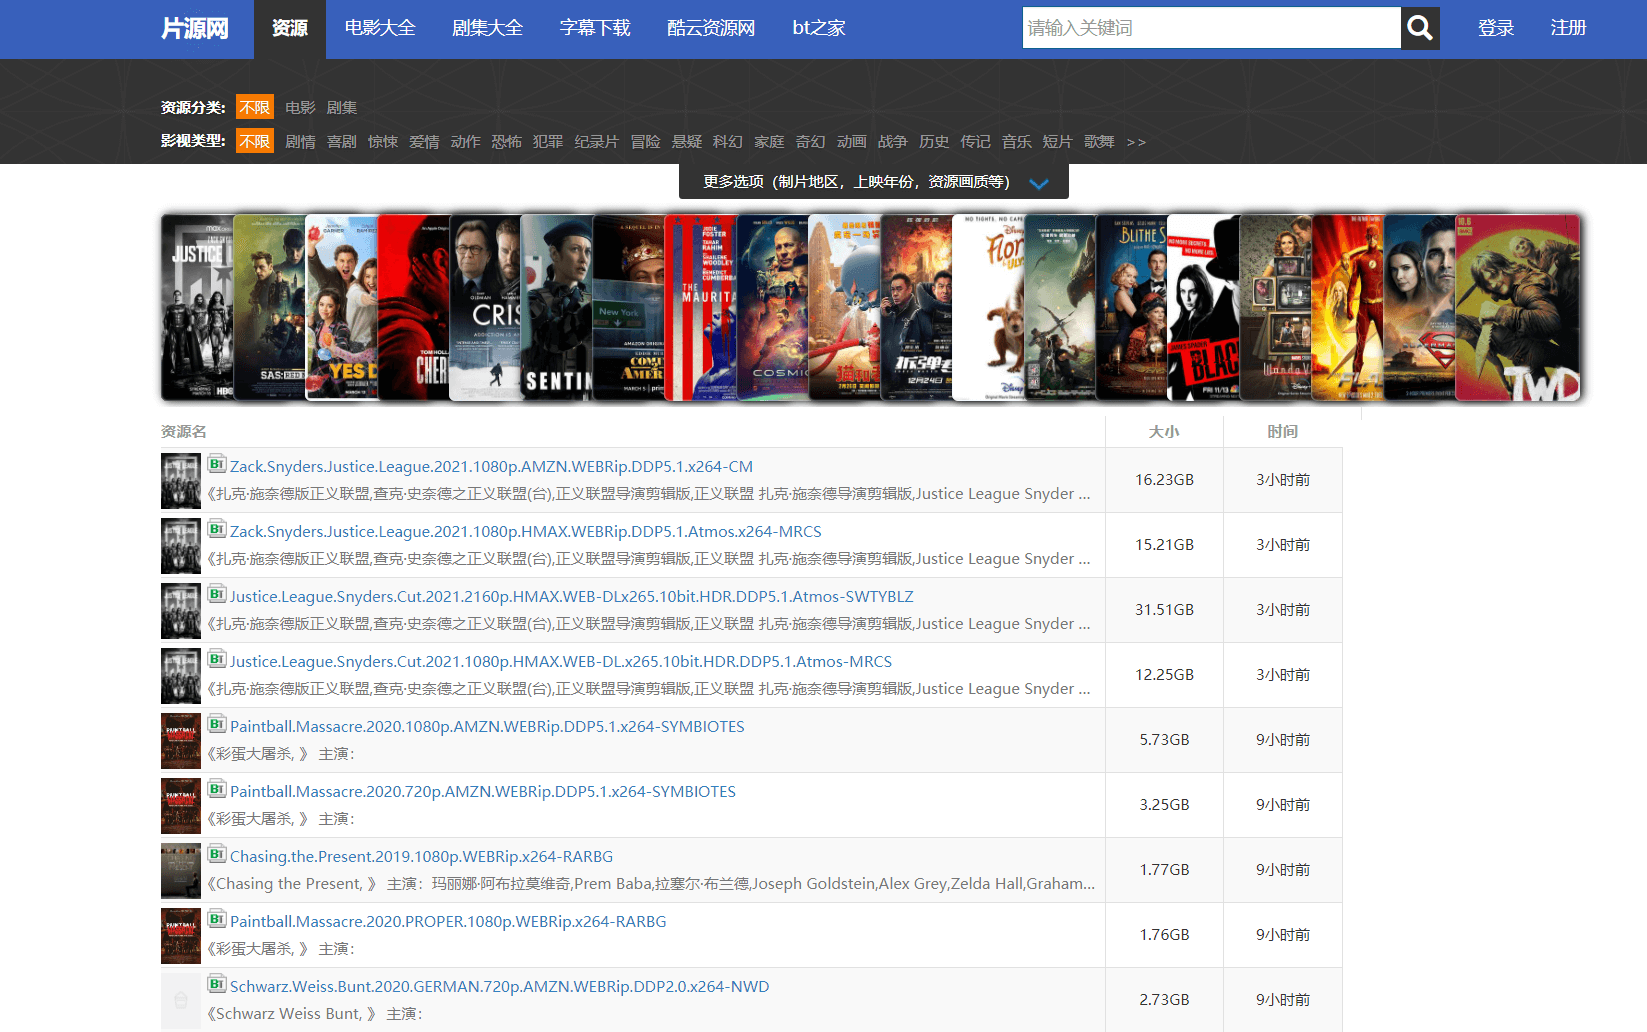 片源网 资源 电影大全 剧集大全 字幕下载 酷云资源网 bt之家 请输入关键词 登录 注册
资源分类: 不限 电影 剧集
影视类型: 不限 剧情 喜剧 惊悚 爱情 动作 恐怖 犯罪 纪录片 冒险 悬疑 科幻 家庭 奇幻 动画 战争 历史 传记 音乐 短片 歌舞 >>
更多选项（制片地区，上映年份，资源画质等）
资源名 大小 时间
BT Zack.Snyders.Justice.League.2021.1080p.AMZN.WEBRip.DDP5.1.x264-CM 16.23GB 3小时前
《扎克·施奈德版正义联盟,查克·史奈德之正义联盟(台),正义联盟导演剪辑版,正义联盟 扎克·施奈德导演剪辑版,Justice League Snyder ...
BT Zack.Snyders.Justice.League.2021.1080p.HMAX.WEBRip.DDP5.1.Atmos.x264-MRCS 15.21GB 3小时前
《扎克·施奈德版正义联盟,查克·史奈德之正义联盟(台),正义联盟导演剪辑版,正义联盟 扎克·施奈德导演剪辑版,Justice League Snyder ...
BT Justice.League.Snyders.Cut.2021.2160p.HMAX.WEB-DLx265.10bit.HDR.DDP5.1.Atmos-SWTYBLZ 31.51GB 3小时前
《扎克·施奈德版正义联盟,查克·史奈德之正义联盟(台),正义联盟导演剪辑版,正义联盟 扎克·施奈德导演剪辑版,Justice League Snyder ...
BT Justice.League.Snyders.Cut.2021.1080p.HMAX.WEB-DL.x265.10bit.HDR.DDP5.1.Atmos-MRCS 12.25GB 3小时前
《扎克·施奈德版正义联盟,查克·史奈德之正义联盟(台),正义联盟导演剪辑版,正义联盟 扎克·施奈德导演剪辑版,Justice League Snyder ...
BT Paintball.Massacre.2020.1080p.AMZN.WEBRip.DDP5.1.x264-SYMBIOTES 5.73GB 9小时前
《彩蛋大屠杀, 》 主演：
BT Paintball.Massacre.2020.720p.AMZN.WEBRip.DDP5.1.x264-SYMBIOTES 3.25GB 9小时前
《彩蛋大屠杀, 》 主演：
BT Chasing.the.Present.2019.1080p.WEBRip.x264-RARBG 1.77GB 9小时前
《Chasing the Present, 》 主演：玛丽娜·阿布拉莫维奇,Prem Baba,拉塞尔·布兰德,Joseph Goldstein,Alex Grey,Zelda Hall,Graham...
BT Paintball.Massacre.2020.PROPER.1080p.WEBRip.x264-RARBG 1.76GB 9小时前
《彩蛋大屠杀, 》 主演：
BT Schwarz.Weiss.Bunt.2020.GERMAN.720p.AMZN.WEBRip.DDP2.0.x264-NWD 2.73GB 9小时前
《Schwarz Weiss Bunt, 》 主演：